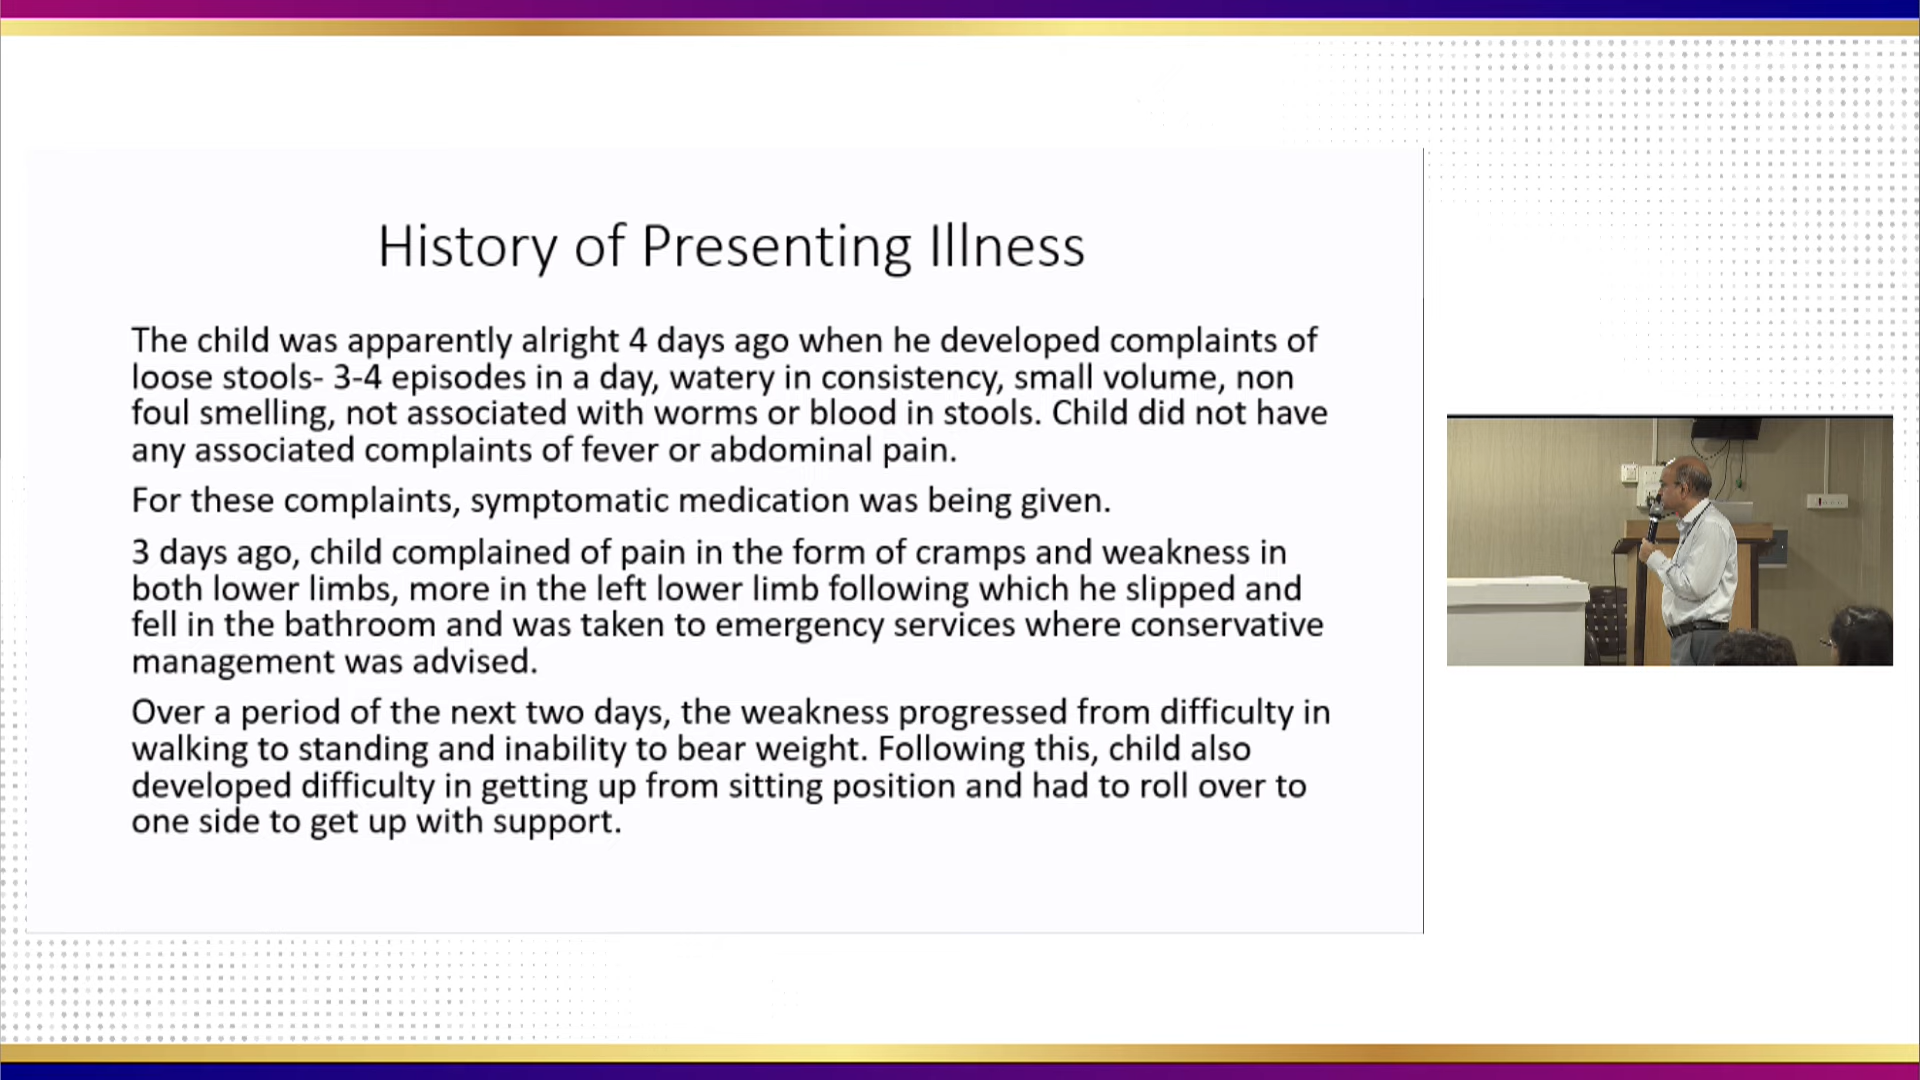 History of Presenting Illness
The child was apparently alright 4 days ago when he developed complaints of
loose stools- 3-4 episodes in a day, watery in consistency, small volume, non
foul smelling, not associated with worms or blood in stools. Child did not have
any associated complaints of fever or abdominal pain.
For these complaints, symptomatic medication was being given.
3 days ago, child complained of pain in the form of cramps and weakness in
both lower limbs, more in the left lower limb following which he slipped and
fell in the bathroom and was taken to emergency services where conservative
management was advised.
Over a period of the next two days, the weakness progressed from difficulty in
walking to standing and inability to bear weight. Following this, child also
developed difficulty in getting up from sitting position and had to roll over to
one side to get up with support.